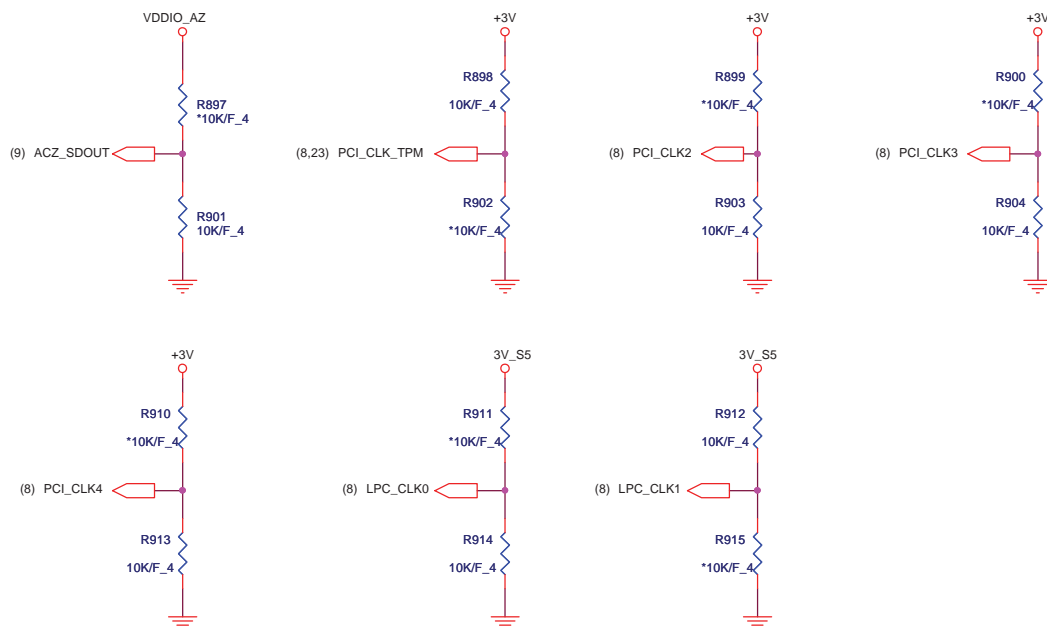 VDDIO_AZ
R897
*10K/F_4
(9) ACZ_SDOUT
R901
10K/F_4
+3V
R898
10K/F_4
(8,23) PCI_CLK_TPM
R902
*10K/F_4
+3V
R899
*10K/F_4
(8) PCI_CLK2
R903
10K/F_4
+3V
R900
*10K/F_4
(8) PCI_CLK3
R904
10K/F_4
+3V
R910
*10K/F_4
(8) PCI_CLK4
R913
10K/F_4
3V_S5
R911
*10K/F_4
(8) LPC_CLK0
R914
10K/F_4
3V_S5
R912
10K/F_4
(8) LPC_CLK1
R915
*10K/F_4